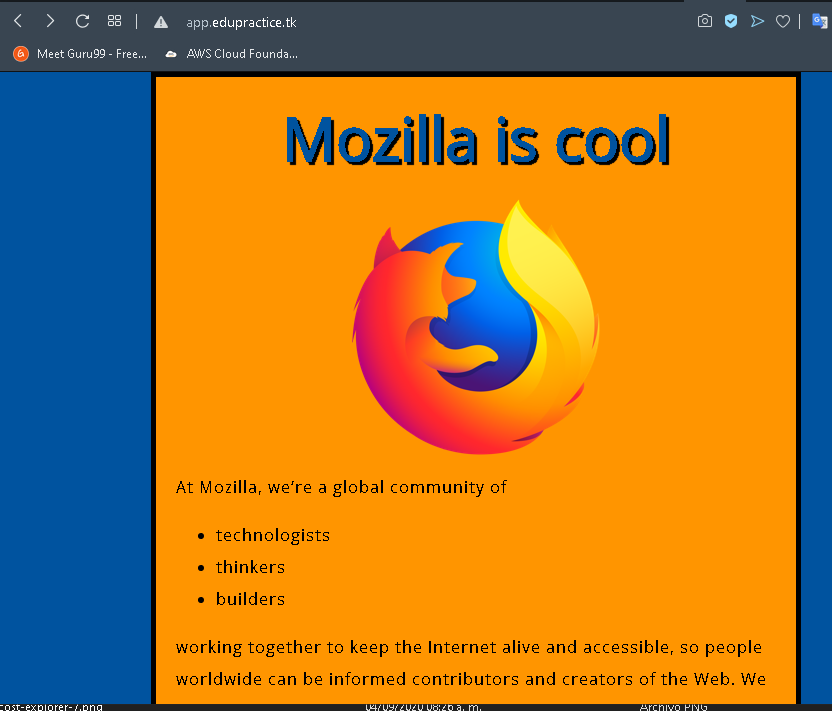 app.edupractice.tk
Meet Guru99 - Free... AWS Cloud Founda...
Mozilla is cool
At Mozilla, we’re a global community of
technologists
thinkers
builders
working together to keep the Internet alive and accessible, so people
worldwide can be informed contributors and creators of the Web. We
cost-explorer-7.png 04/09/2020 08:26 a. m. Archivo PNG